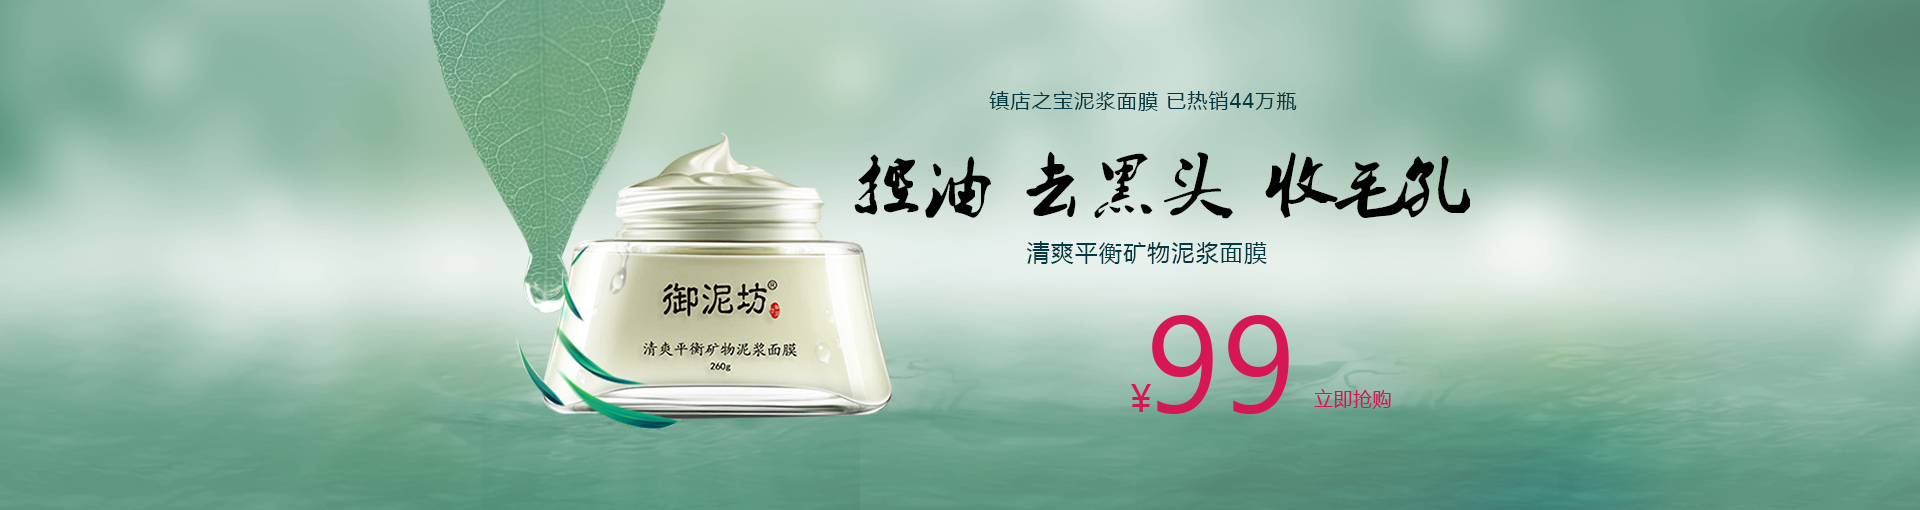 镇店之宝泥浆面膜 已热销44万瓶
控油 去黑头 收毛孔
清爽平衡矿物泥浆面膜
¥99 立即抢购
御泥坊®
清爽平衡矿物泥浆面膜
260g